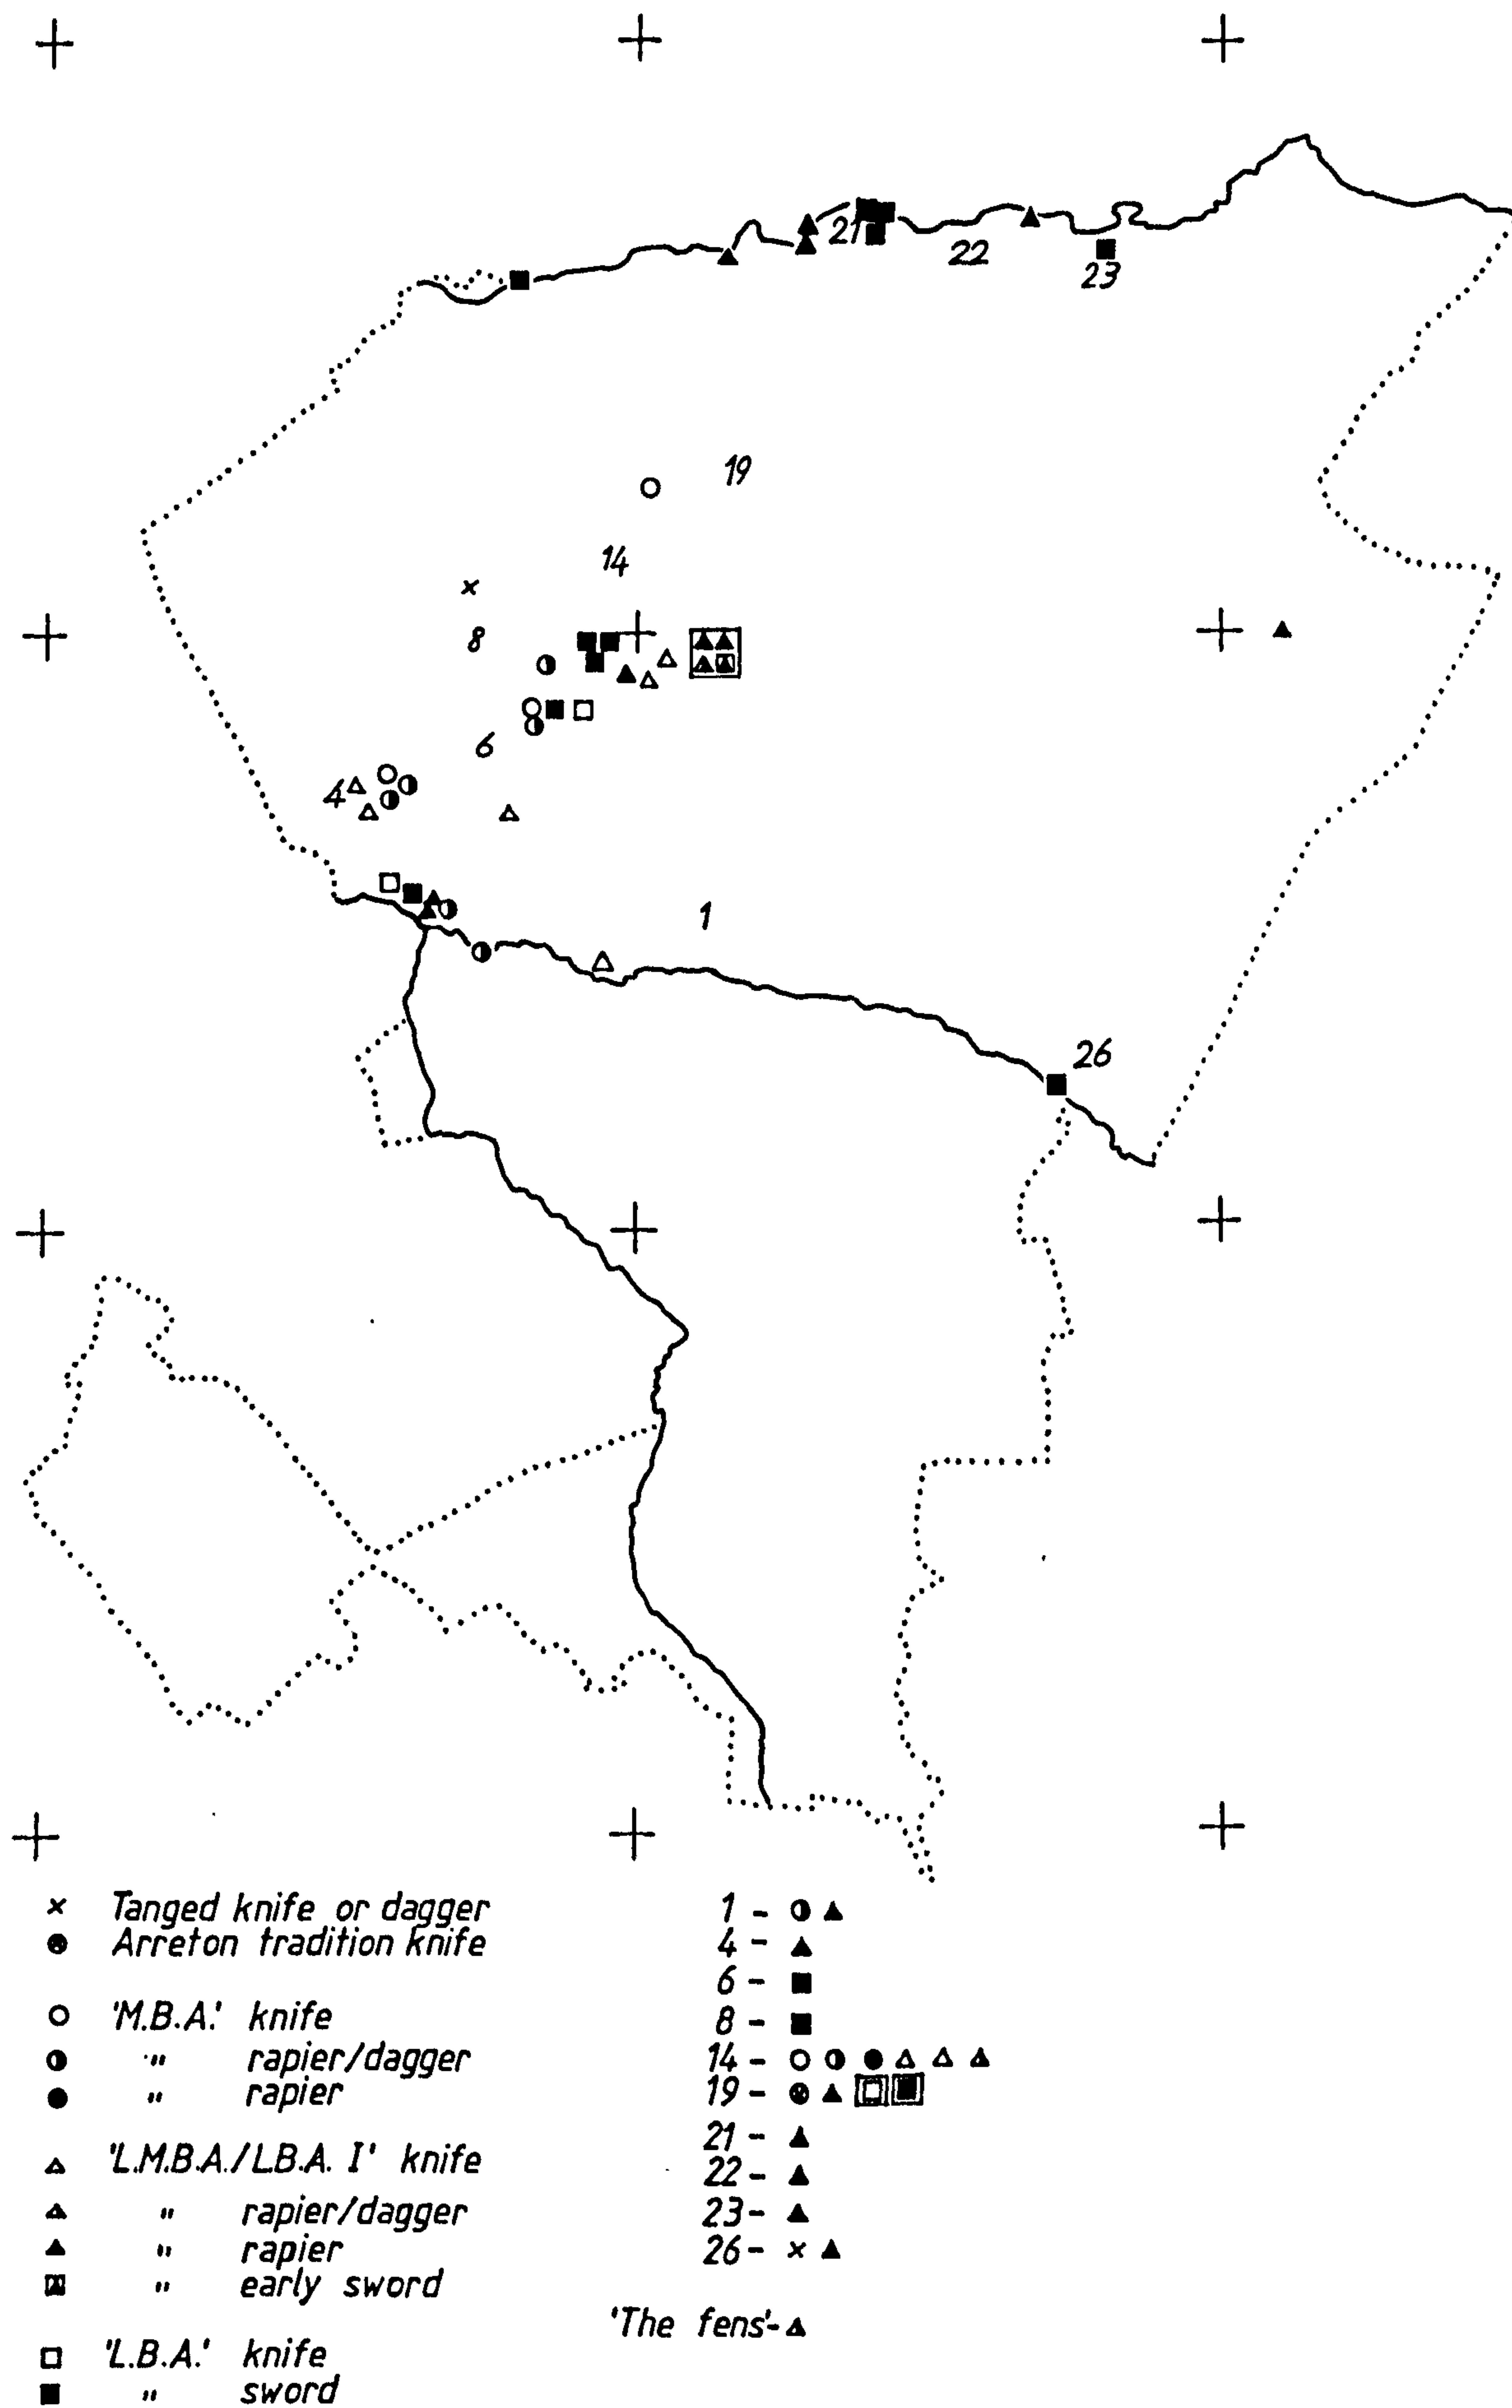 21
22
23
19
14
8
6
4
1
26
Tanged knife or dagger
Arreton tradition knife
'M.B.A.' knife
" rapier/dagger
" rapier
'L.M.B.A./L.B.A. I' knife
" rapier/dagger
" rapier
" early sword
'L.B.A.' knife
" sword
1 -
4 -
6 -
8 -
14 -
19 -
21 -
22 -
23 -
26 -
'The fens'-